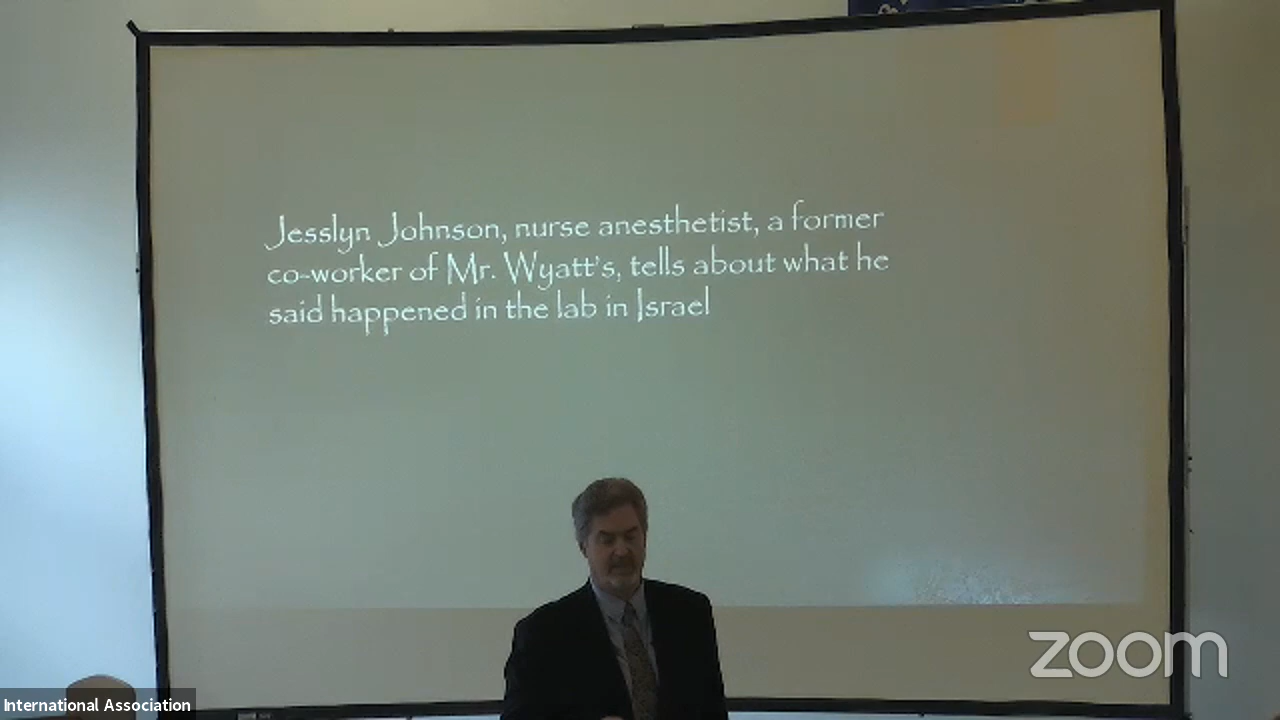 Jesslyn Johnson, nurse anesthetist, a former
co-worker of Mr. Wyatt's, tells about what he
said happened in the lab in Israel
zoom
International Association